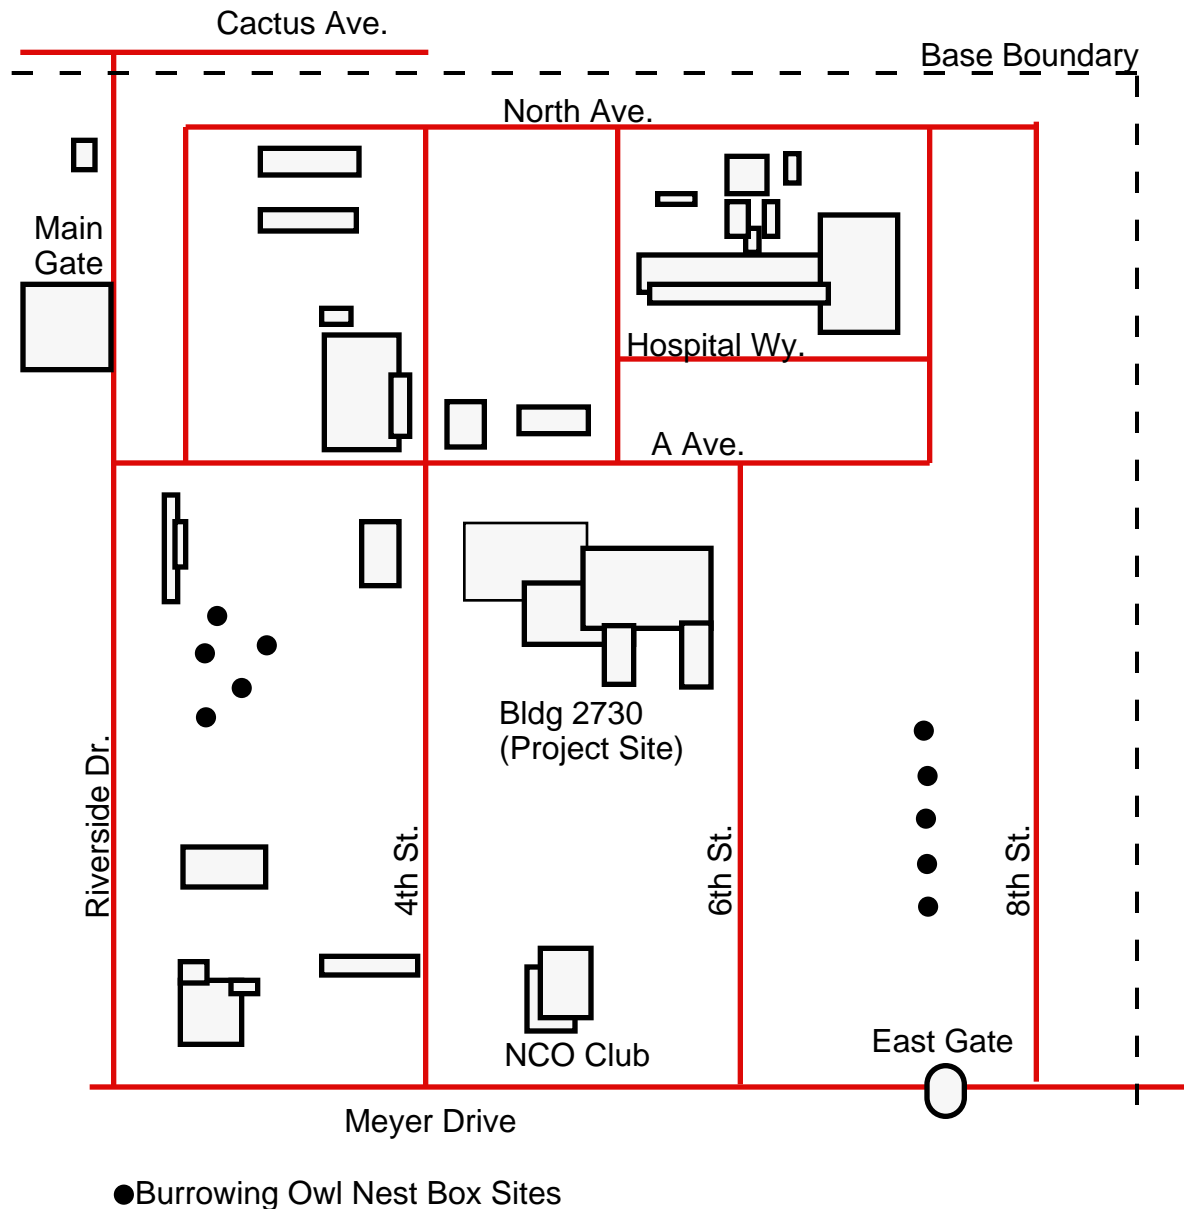 Cactus Ave.
Base Boundary
North Ave.
Main
Gate
Hospital Wy.
A Ave.
Bldg 2730
(Project Site)
Riverside Dr.
4th St.
6th St.
8th St.
East Gate
NCO Club
Meyer Drive
Burrowing Owl Nest Box Sites